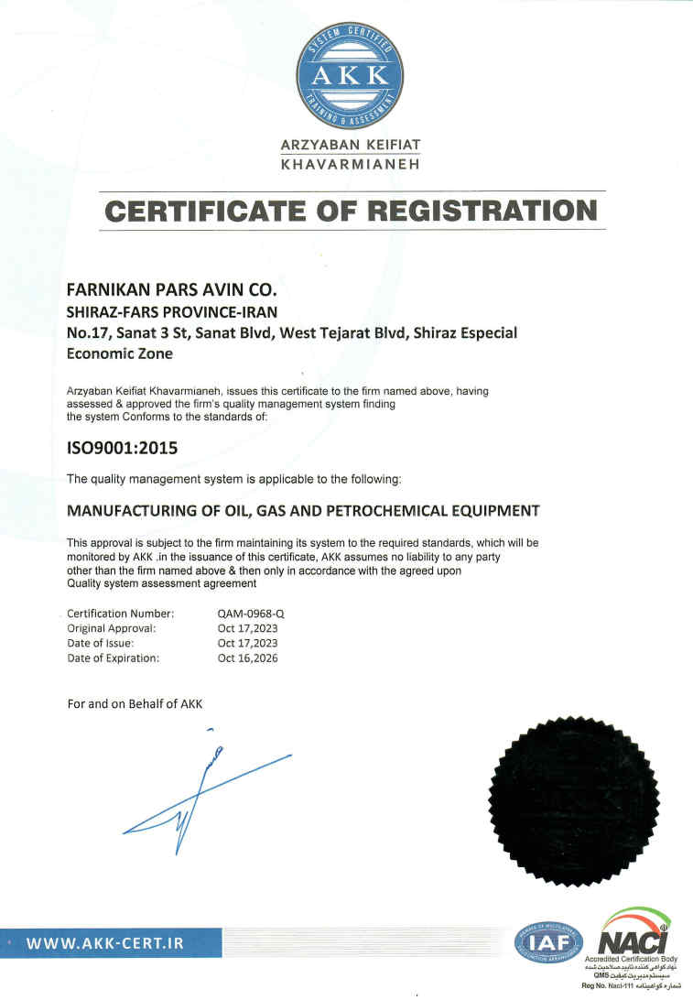 SYSTEM CERTIFIED
AKK
TRAINING & ASSESSMENT
ARZYABAN KEIFIAT
KHAVARMIANEH
CERTIFICATE OF REGISTRATION
FARNIKAN PARS AVIN CO.
SHIRAZ-FARS PROVINCE-IRAN
No.17, Sanat 3 St, Sanat Blvd, West Tejarat Blvd, Shiraz Especial
Economic Zone
Arzyaban Keifiat Khavarmianeh, issues this certificate to the firm named above, having
assessed & approved the firm's quality management system finding
the system Conforms to the standards of:
ISO9001:2015
The quality management system is applicable to the following:
MANUFACTURING OF OIL, GAS AND PETROCHEMICAL EQUIPMENT
This approval is subject to the firm maintaining its system to the required standards, which will be
monitored by AKK .in the issuance of this certificate, AKK assumes no liability to any party
other than the firm named above & then only in accordance with the agreed upon
Quality system assessment agreement
Certification Number: QAM-0968-Q
Original Approval: Oct 17,2023
Date of Issue: Oct 17,2023
Date of Expiration: Oct 16,2026
For and on Behalf of AKK
WWW.AKK-CERT.IR
MEMBER OF MULTILATERAL
IAF
RECOGNITION ARRANGEMENT
NACI
Accredited Certification Body
نهاد گواهی کننده تایید صلاحیت شده
سیستم مدیریت کیفیت QMS
Reg No. Naci-111 شماره گواهینامه